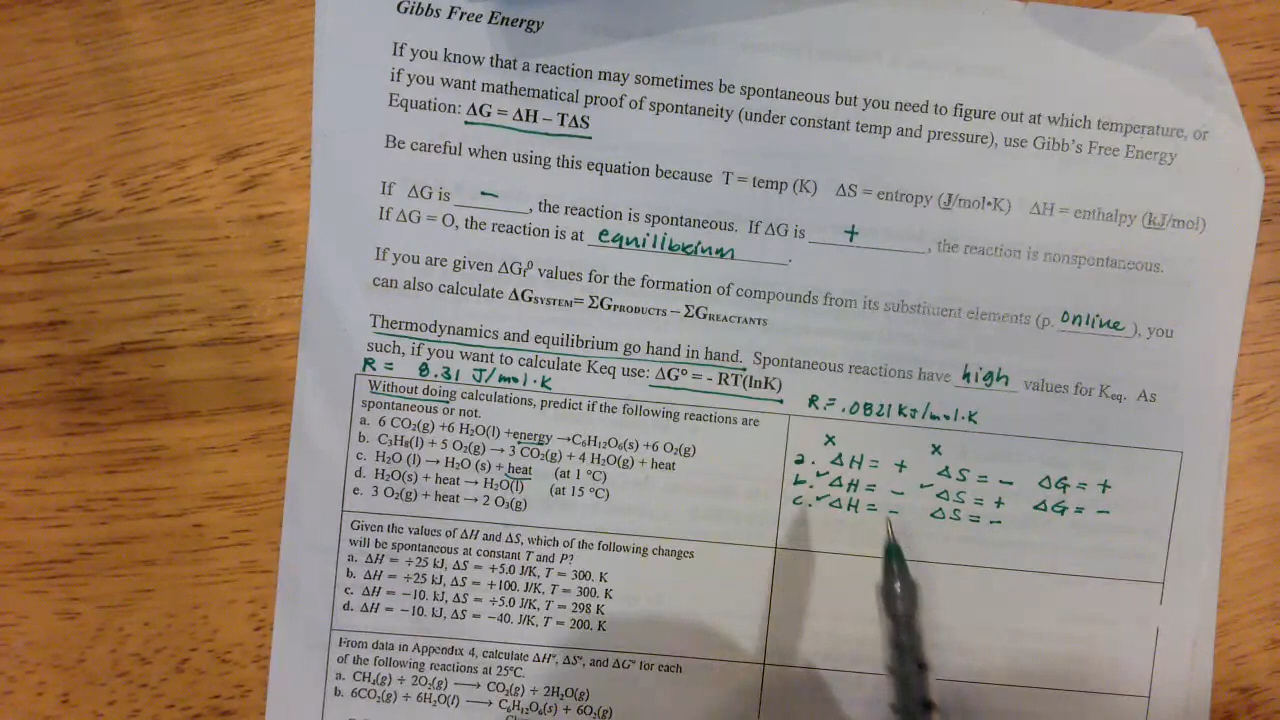 Gibbs Free Energy
If you know that a reaction may sometimes be spontaneous but you need to figure out at which temperature, or
if you want mathematical proof of spontaneity (under constant temp and pressure), use Gibb's Free Energy
Equation: ΔG = ΔH – TΔS
Be careful when using this equation because T = temp (K) ΔS = entropy (J/mol•K) ΔH = enthalpy (kJ/mol)
If ΔG is – , the reaction is spontaneous. If ΔG is + , the reaction is nonspontaneous.
If ΔG = O, the reaction is at equilibrium.
If you are given ΔGf⁰ values for the formation of compounds from its substituent elements (p. online), you
can also calculate ΔGSYSTEM= ΣGPRODUCTS – ΣGREACTANTS
Thermodynamics and equilibrium go hand in hand. Spontaneous reactions have high values for Keq. As
such, if you want to calculate Keq use: ΔG° = - RT(lnK)
R = 8.31 J/mol·K
R = .0821 KJ/mol·K
Without doing calculations, predict if the following reactions are
spontaneous or not.
a. 6 CO₂(g) +6 H₂O(l) +energy →C₆H₁₂O₆(s) +6 O₂(g)
b. C₃H₈(l) + 5 O₂(g) → 3 CO₂(g) + 4 H₂O(g) + heat
c. H₂O (l) → H₂O (s) + heat (at 1 °C)
d. H₂O(s) + heat → H₂O(l) (at 15 °C)
e. 3 O₂(g) + heat → 2 O₃(g)
x x
a. ΔH = + ΔS = – ΔG = +
b. ✓ΔH = – ✓ΔS = + ΔG = –
c. ✓ΔH = – ΔS = –
Given the values of ΔH and ΔS, which of the following changes
will be spontaneous at constant T and P?
a. ΔH = +25 kJ, ΔS = +5.0 J/K, T = 300. K
b. ΔH = +25 kJ, ΔS = +100. J/K, T = 300. K
c. ΔH = −10. kJ, ΔS = +5.0 J/K, T = 298 K
d. ΔH = −10. kJ, ΔS = −40. J/K, T = 200. K
From data in Appendix 4, calculate ΔH°, ΔS°, and ΔG° for each
of the following reactions at 25°C.
a. CH₄(g) + 2O₂(g) ⟶ CO₂(g) + 2H₂O(g)
b. 6CO₂(g) + 6H₂O(l) ⟶ C₆H₁₂O₆(s) + 6O₂(g)